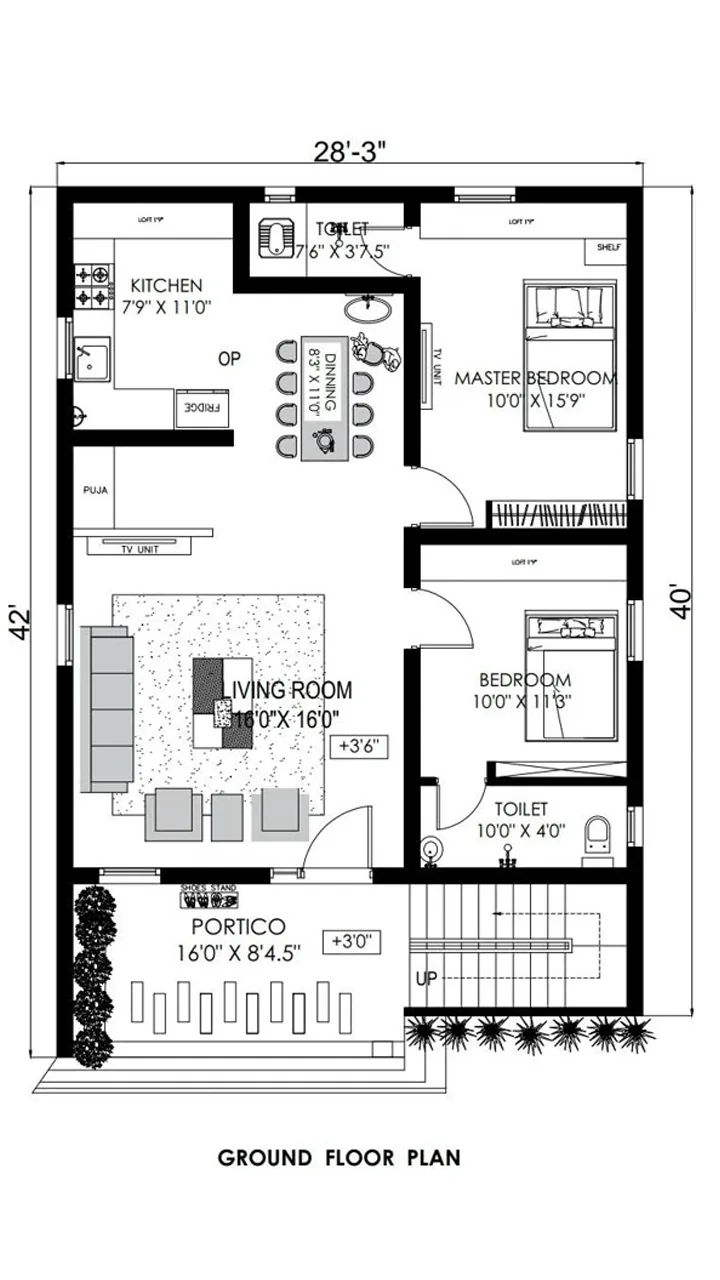 28'-3"
LOFT 1'9"
TOILET
7'6" X 3'7.5"
LOFT 1'9"
SHELF
KITCHEN
7'9" X 11'0"
OP
DINNING
8'3" X 11'0"
TV UNIT
MASTER BEDROOM
10'0" X 15'9"
FRIDGE
PUJA
TV UNIT
LOFT 1'9"
42'
40'
BEDROOM
10'0" X 11'3"
LIVING ROOM
16'0"X 16'0"
+3'6"
TOILET
10'0" X 4'0"
SHOES STAND
PORTICO
16'0" X 8'4.5"
+3'0"
UP
GROUND FLOOR PLAN